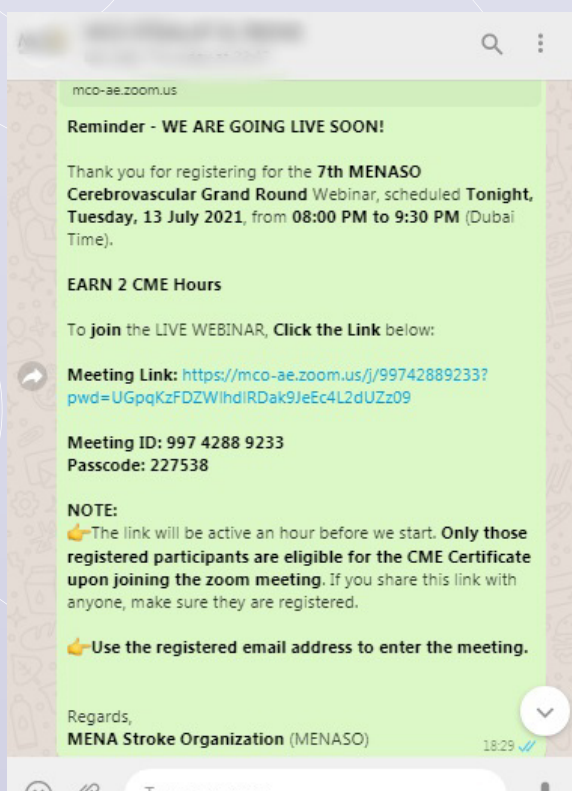 mco-ae.zoom.us
Reminder - WE ARE GOING LIVE SOON!
Thank you for registering for the 7th MENASO
Cerebrovascular Grand Round Webinar, scheduled Tonight,
Tuesday, 13 July 2021, from 08:00 PM to 9:30 PM (Dubai
Time).
EARN 2 CME Hours
To join the LIVE WEBINAR, Click the Link below:
Meeting Link: https://mco-ae.zoom.us/j/99742889233?
pwd=UGpqKzFDZWlhdlRDak9JeEc4L2dUZz09
Meeting ID: 997 4288 9233
Passcode: 227538
NOTE:
👉The link will be active an hour before we start. Only those
registered participants are eligible for the CME Certificate
upon joining the zoom meeting. If you share this link with
anyone, make sure they are registered.
👉Use the registered email address to enter the meeting.
Regards,
MENA Stroke Organization (MENASO)
18:29